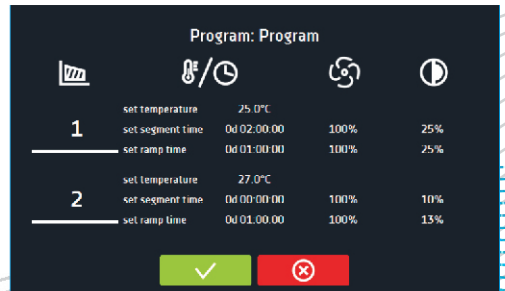 Program: Program
set temperature 25.0°C
1 set segment time 0d 02:00:00 100% 25%
set ramp time 0d 01:00:00 100% 25%
set temperature 27.0°C
2 set segment time 0d 00:00:00 100% 10%
set ramp time 0d 01:00:00 100% 13%